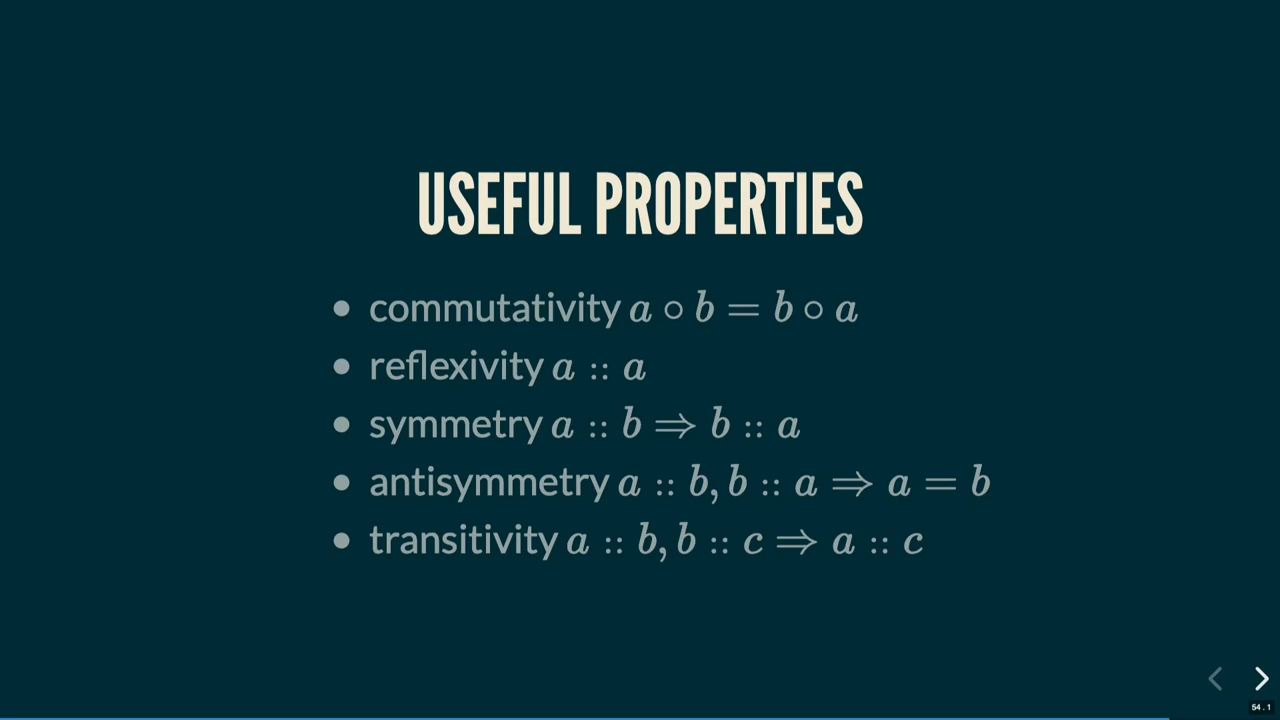 USEFUL PROPERTIES
• commutativity a ∘ b = b ∘ a
• reflexivity a :: a
• symmetry a :: b ⇒ b :: a
• antisymmetry a :: b, b :: a ⇒ a = b
• transitivity a :: b, b :: c ⇒ a :: c
54.1